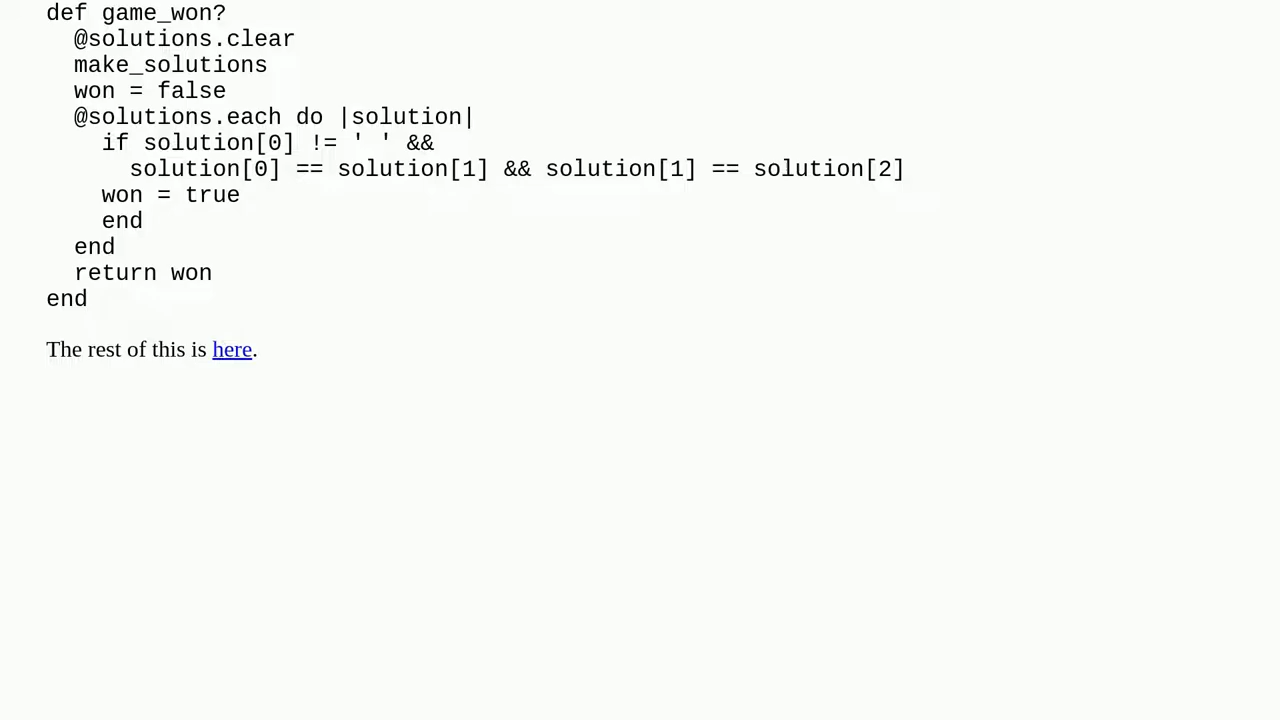 def game_won?
  @solutions.clear
  make_solutions
  won = false
  @solutions.each do |solution|
    if solution[0] != ' ' &&
      solution[0] == solution[1] && solution[1] == solution[2]
    won = true
    end
  end
  return won
end
The rest of this is here.